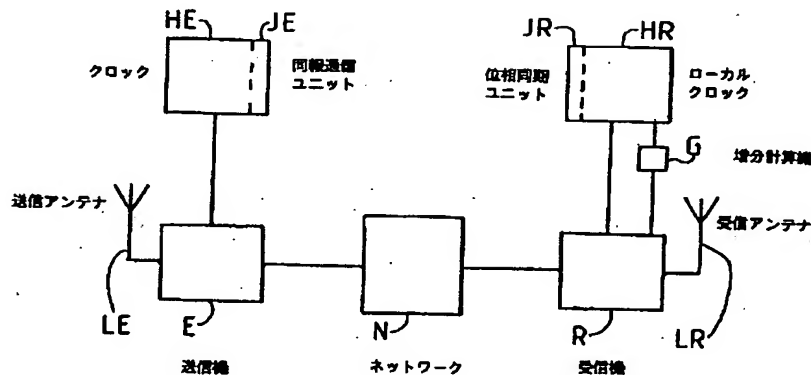 HE
JE
JR
HR
クロック
同報通信
ユニット
位相同期
ユニット
ローカル
クロック
G
増分計算機
送信アンテナ
受信アンテナ
LE
E
N
R
LR
送信機
ネットワーク
受信機